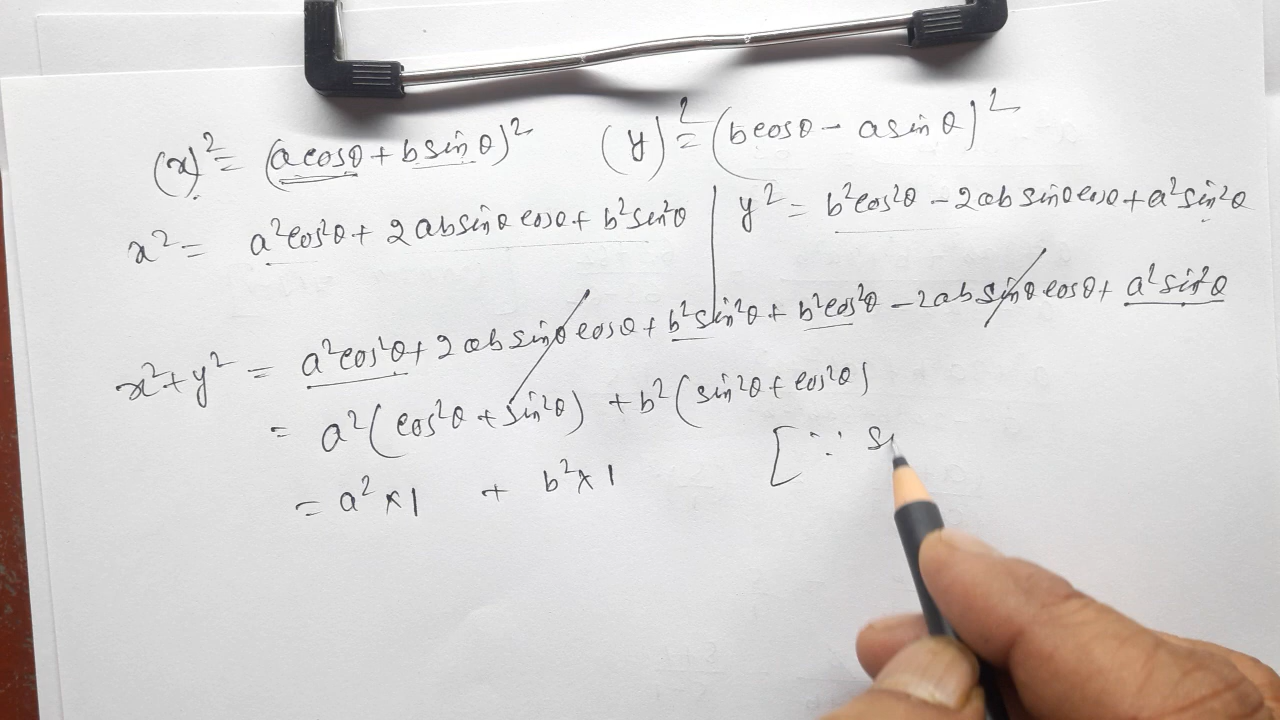 (x)² = (a cosθ + b sinθ)² (y)² = (b cosθ - a sinθ)²
x² = a²cos²θ + 2ab sinθ cosθ + b²sin²θ | y² = b²cos²θ - 2ab sinθ cosθ + a²sin²θ
x² + y² = a²cos²θ + 2ab sinθ cosθ + b²sin²θ + b²cos²θ - 2ab sinθ cosθ + a²sin²θ
= a²(cos²θ + sin²θ) + b²(sin²θ + cos²θ)
= a² × 1 + b² × 1 [∵ s